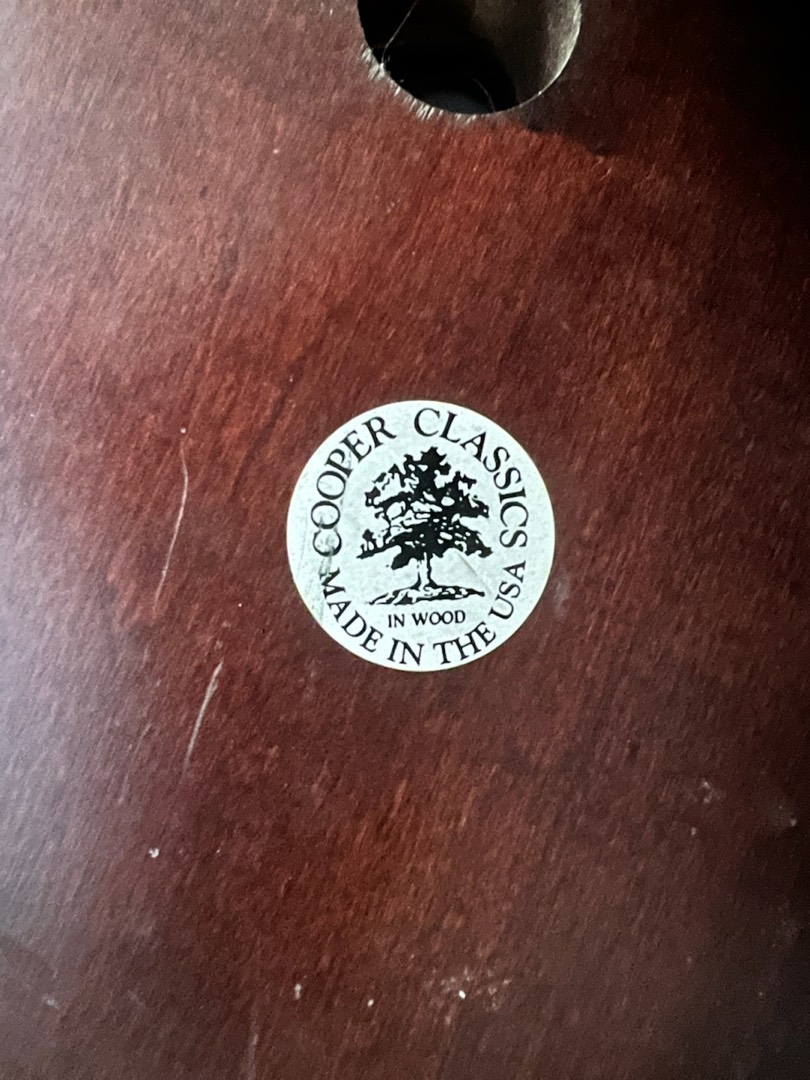 COOPER CLASSICS
IN WOOD
MADE IN THE USA